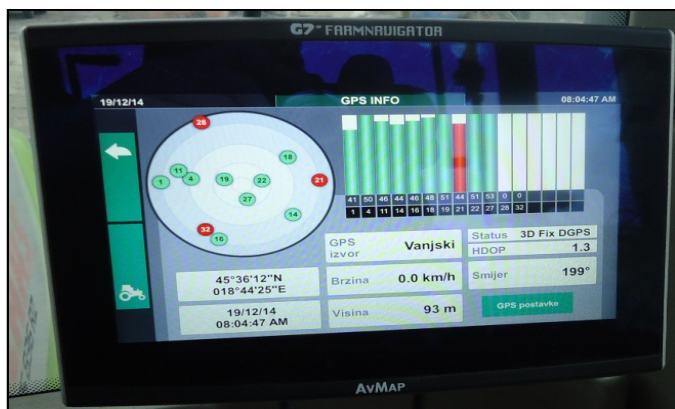 G7- FARMNAVIGATOR
19/12/14
GPS INFO
08:04:47 AM
28
18
11
1
4
19
22
21
27
14
32
16
41 50 46 44 46 48 51 44 51 53 0 0
1 4 11 14 16 18 19 21 22 27 28 32
GPS izvor
Vanjski
Status 3D Fix DGPS
HDOP 1.3
45°36'12"N
018°44'25"E
Brzina 0.0 km/h
Smijer 199°
19/12/14
08:04:47 AM
Visina 93 m
GPS postavke
AvMAP